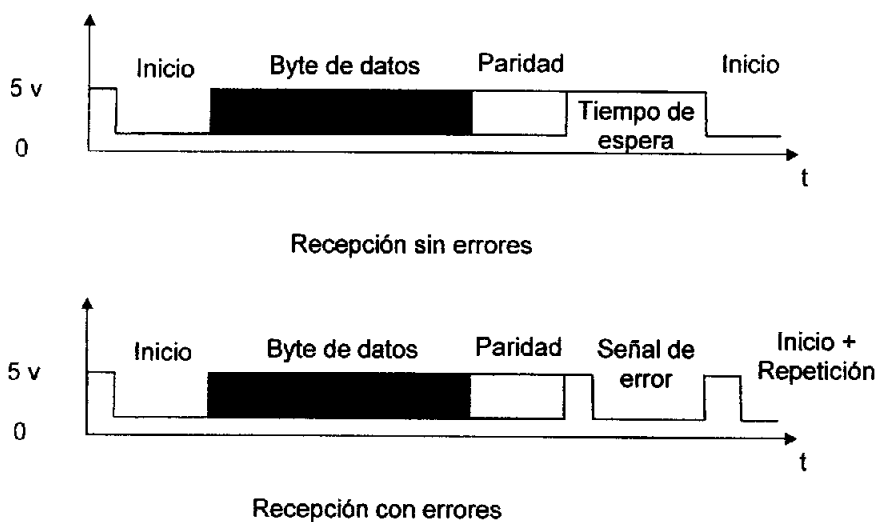 Inicio Byte de datos Paridad Inicio
5 v
Tiempo de
espera
0
t
Recepción sin errores
Inicio Byte de datos Paridad Señal de
error
Inicio +
Repetición
5 v
0
t
Recepción con errores